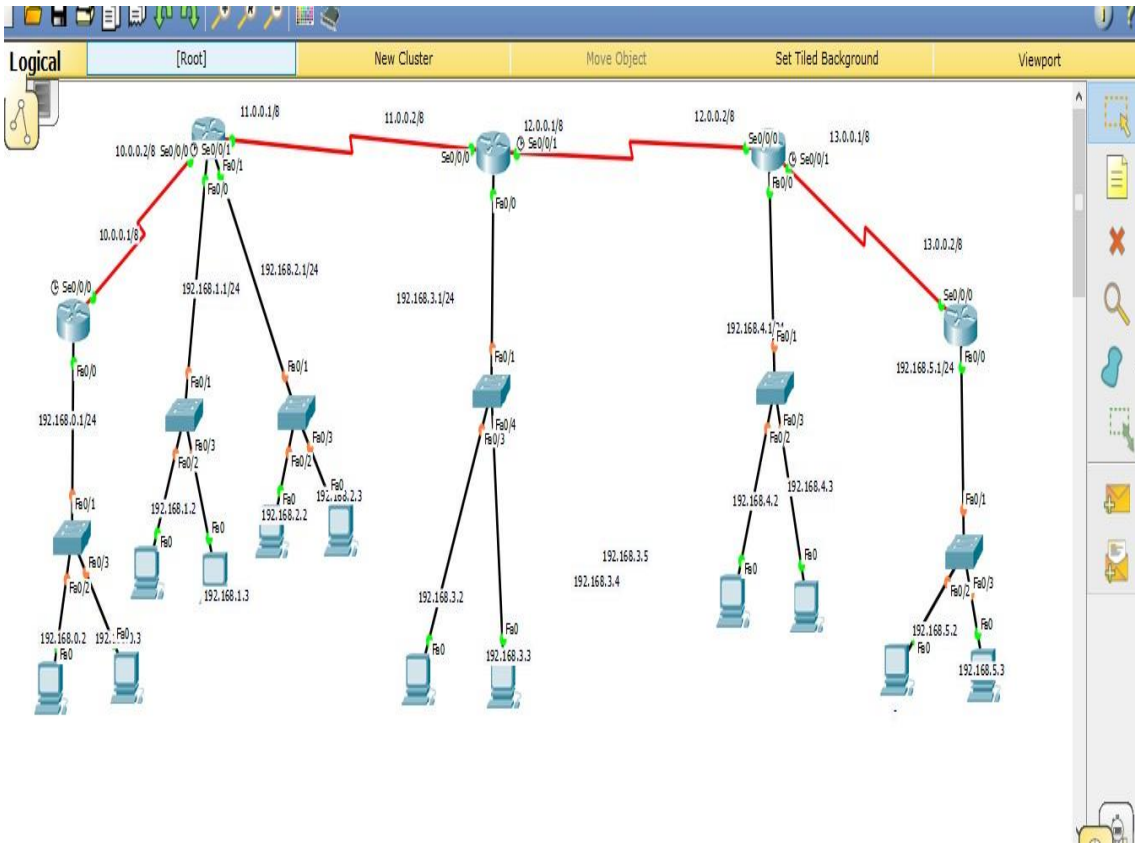 Logical
[Root]
New Cluster
Move Object
Set Tiled Background
Viewport
11.0.0.1/8
11.0.0.2/8
12.0.0.1/8
12.0.0.2/8
13.0.0.1/8
10.0.0.2/8
Se0/0/0
Se0/0/1
Fa0/1
Fa0/0
Se0/0/0
Se0/0/1
Fa0/0
Se0/0/0
Se0/0/1
Fa0/0
10.0.0.1/8
13.0.0.2/8
Se0/0/0
Se0/0/0
Fa0/0
Fa0/0
192.168.1.1/24
192.168.2.1/24
192.168.3.1/24
192.168.5.1/24
192.168.0.1/24
Fa0/1
Fa0/1
Fa0/1
Fa0/1
Fa0/3
Fa0/2
Fa0/3
Fa0/2
Fa0/4
Fa0/3
Fa0/3
Fa0/2
192.168.1.2
Fa0
Fa0
192.168.2.2
Fa0
Fa0
192.168.4.2
192.168.4.3
Fa0/1
Fa0/1
Fa0/3
Fa0/2
Fa0/3
Fa0/2
192.168.3.5
192.168.3.4
Fa0
Fa0
192.168.1.3
192.168.3.2
192.168.0.2
Fa0
Fa0
Fa0
Fa0
192.168.3.3
192.168.5.2
Fa0
Fa0
192.168.5.3